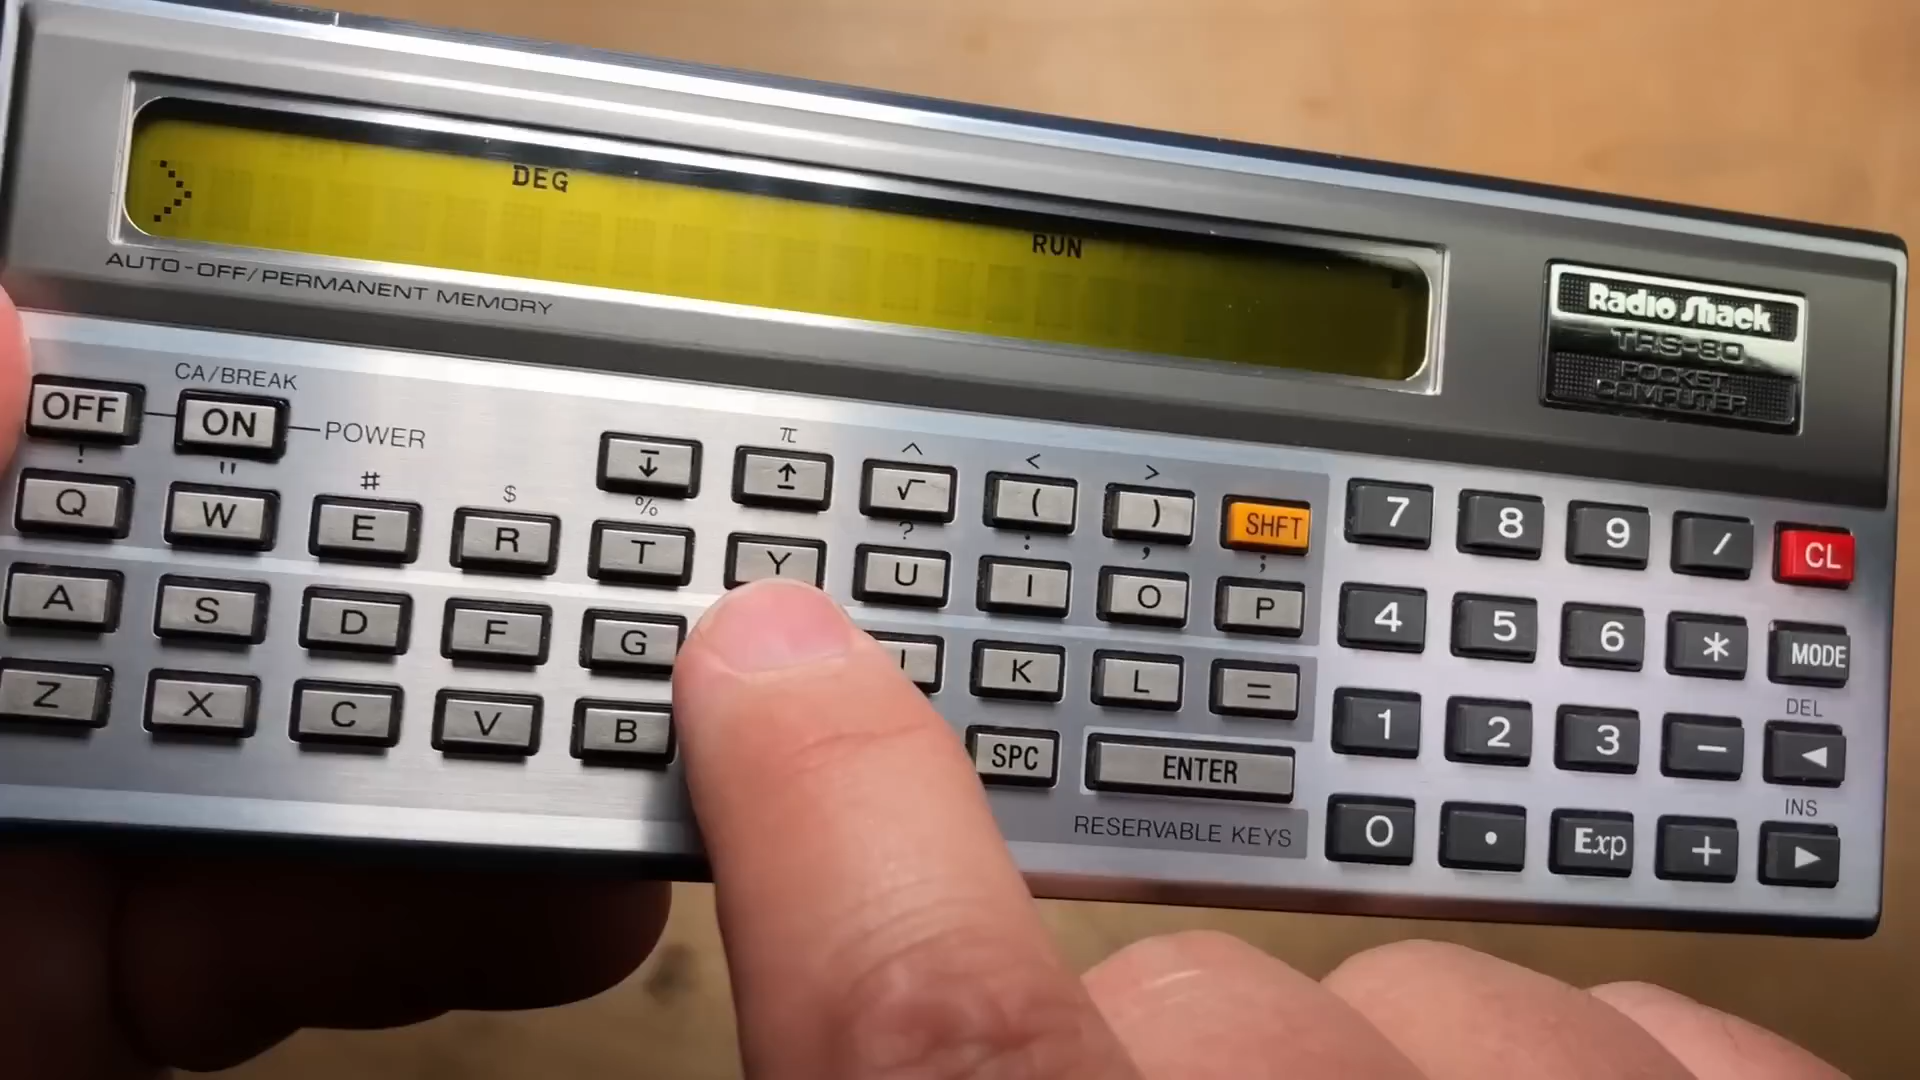 >
DEG
RUN
AUTO-OFF/PERMANENT MEMORY
Radio Shack
TRS-80
POCKET
COMPUTER
CA/BREAK
OFF ON POWER
π ^ < >
↓ ↑ √ ( ) SHFT 7 8 9 / CL
! " # $ % ? : , ;
Q W E R T Y U I O P 4 5 6 * MODE
A S D F G K L = 1 2 3 - DEL ◀
Z X C V B SPC ENTER 0 . Exp + INS ▶
RESERVABLE KEYS